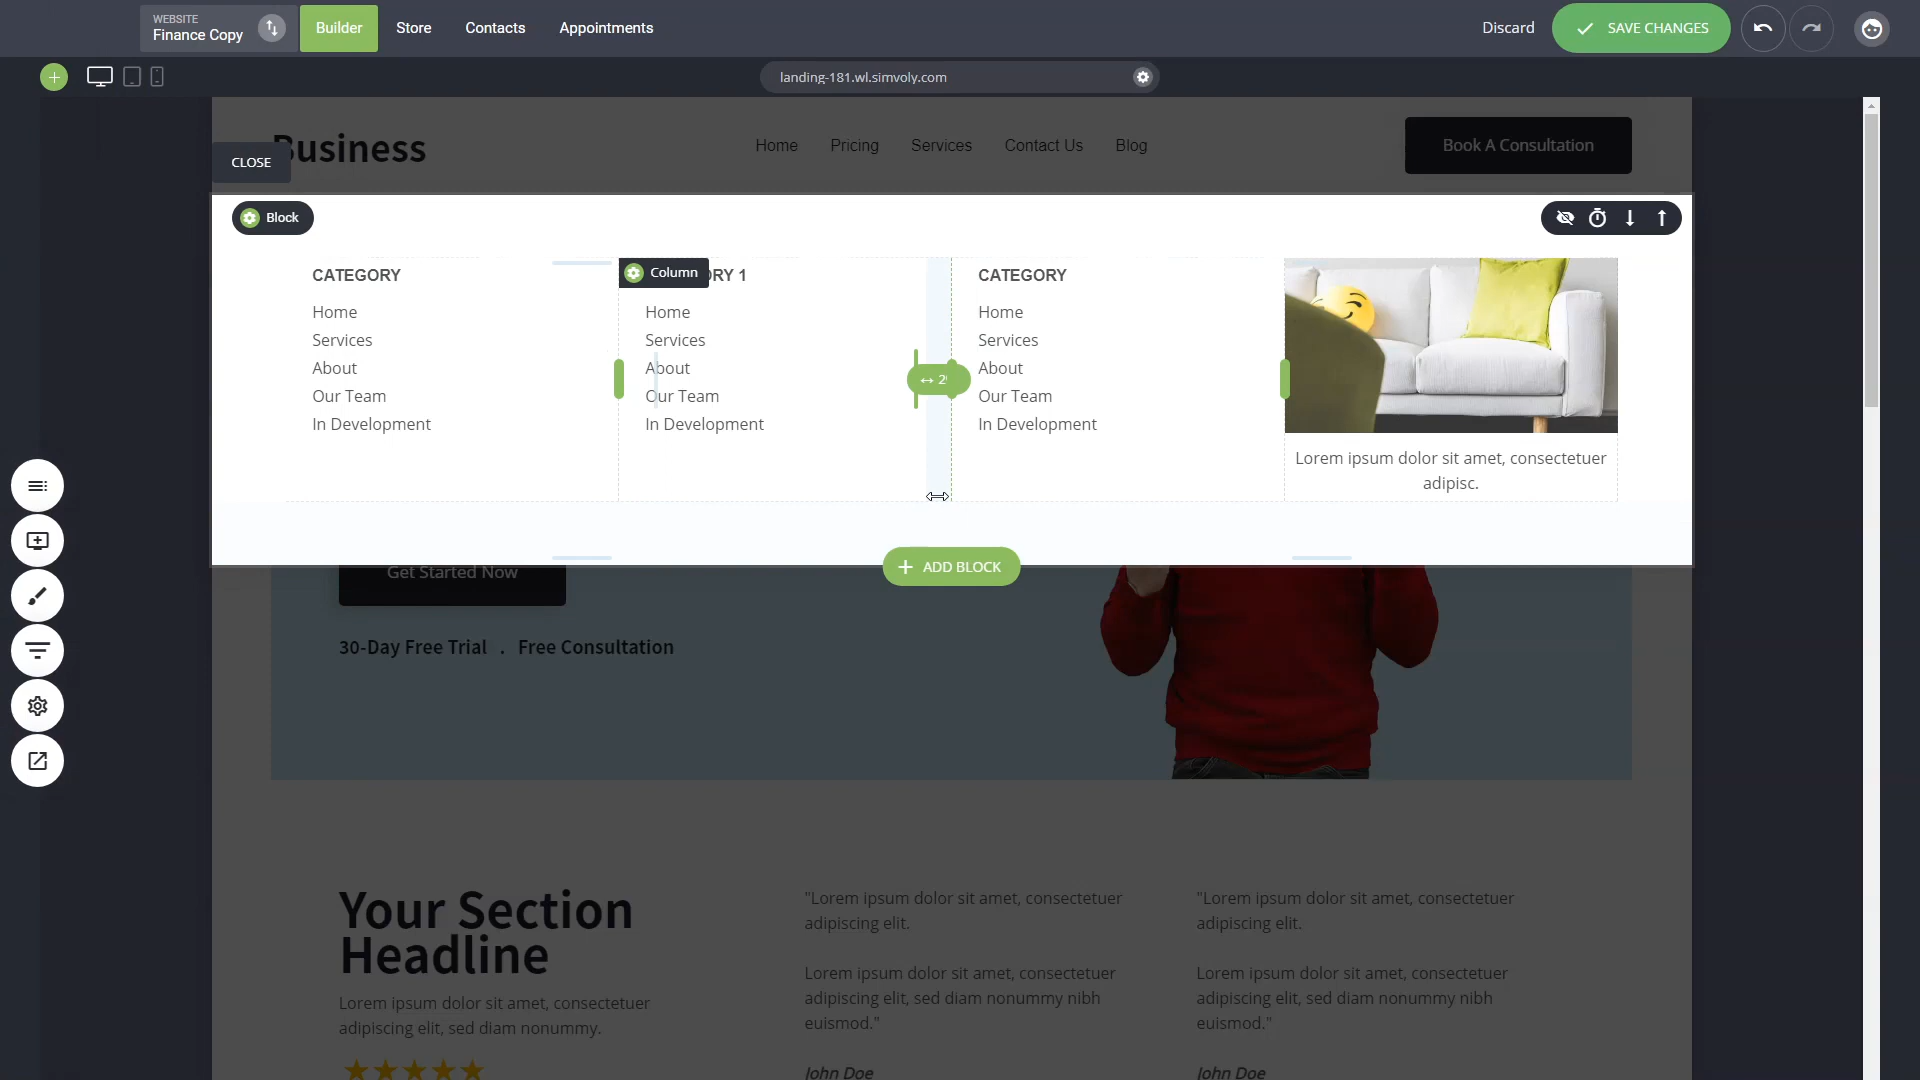 WEBSITE
Finance Copy
Builder
Store
Contacts
Appointments
Discard
SAVE CHANGES
landing-181.wl.simvoly.com
Business
Home
Pricing
Services
Contact Us
Blog
Book A Consultation
CLOSE
Block
CATEGORY
Home
Services
About
Our Team
In Development
Column
RY 1
Home
Services
About
Our Team
In Development
CATEGORY
Home
Services
About
Our Team
In Development
Lorem ipsum dolor sit amet, consectetuer
adipisc.
ADD BLOCK
Get Started Now
30-Day Free Trial . Free Consultation
Your Section
Headline
Lorem ipsum dolor sit amet, consectetuer
adipiscing elit, sed diam nonummy.
"Lorem ipsum dolor sit amet, consectetuer
adipiscing elit.
Lorem ipsum dolor sit amet, consectetuer
adipiscing elit, sed diam nonummy nibh
euismod."
John Doe
"Lorem ipsum dolor sit amet, consectetuer
adipiscing elit.
Lorem ipsum dolor sit amet, consectetuer
adipiscing elit, sed diam nonummy nibh
euismod."
John Doe